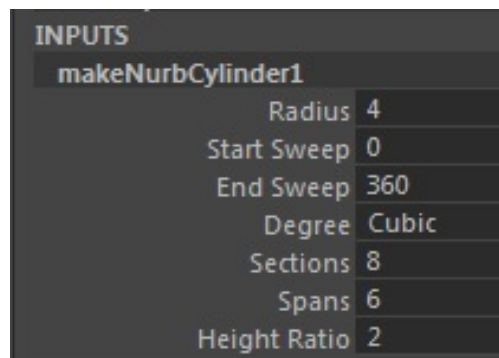 INPUTS
makeNurbCylinder1
Radius 4
Start Sweep 0
End Sweep 360
Degree Cubic
Sections 8
Spans 6
Height Ratio 2